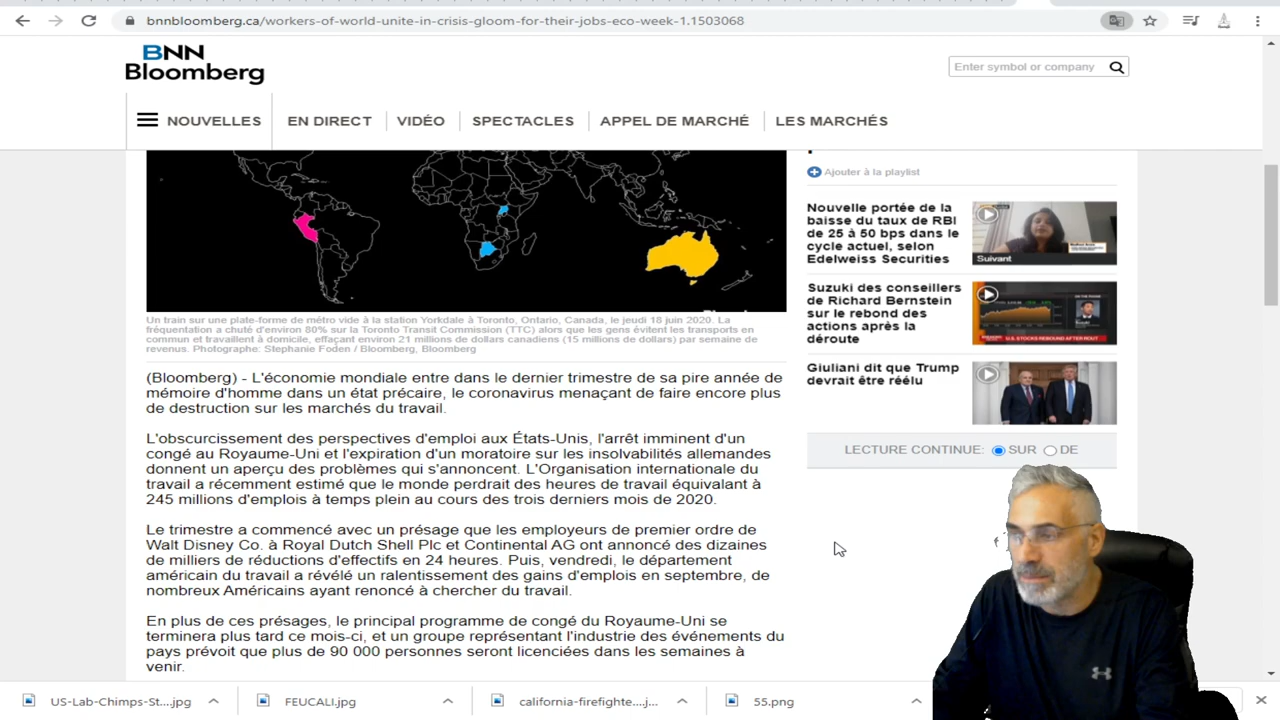 bnnbloomberg.ca/workers-of-world-unite-in-crisis-gloom-for-their-jobs-eco-week-1.1503068
BNN
Bloomberg
Enter symbol or company
NOUVELLES
EN DIRECT
VIDÉO
SPECTACLES
APPEL DE MARCHÉ
LES MARCHÉS
Un train sur une plate-forme de métro vide à la station Yorkdale à Toronto, Ontario, Canada, le jeudi 18 juin 2020. La
fréquentation a chuté d'environ 80% sur la Toronto Transit Commission (TTC) alors que les gens évitent les transports en
commun et travaillent à domicile, effaçant environ 21 millions de dollars canadiens (15 millions de dollars) par semaine de
revenus. Photographe: Stephanie Foden / Bloomberg, Bloomberg
(Bloomberg) - L'économie mondiale entre dans le dernier trimestre de sa pire année de
mémoire d'homme dans un état précaire, le coronavirus menaçant de faire encore plus
de destruction sur les marchés du travail.
L'obscurcissement des perspectives d'emploi aux États-Unis, l'arrêt imminent d'un
congé au Royaume-Uni et l'expiration d'un moratoire sur les insolvabilités allemandes
donnent un aperçu des problèmes qui s'annoncent. L'Organisation internationale du
travail a récemment estimé que le monde perdrait des heures de travail équivalant à
245 millions d'emplois à temps plein au cours des trois derniers mois de 2020.
Le trimestre a commencé avec un présage que les employeurs de premier ordre de
Walt Disney Co. à Royal Dutch Shell Plc et Continental AG ont annoncé des dizaines
de milliers de réductions d'effectifs en 24 heures. Puis, vendredi, le département
américain du travail a révélé un ralentissement des gains d'emplois en septembre, de
nombreux Américains ayant renoncé à chercher du travail.
En plus de ces présages, le principal programme de congé du Royaume-Uni se
terminera plus tard ce mois-ci, et un groupe représentant l'industrie des événements du
pays prévoit que plus de 90 000 personnes seront licenciées dans les semaines à
venir.
Ajouter à la playlist
Nouvelle portée de la
baisse du taux de RBI
de 25 à 50 bps dans le
cycle actuel, selon
Edelweiss Securities
Suivant
Suzuki des conseillers
de Richard Bernstein
sur le rebond des
actions après la
déroute
U.S. STOCKS REBOUND AFTER ROUT
Giuliani dit que Trump
devrait être réélu
LECTURE CONTINUE: SUR DE
US-Lab-Chimps-St....jpg
FEUCALI.jpg
california-firefighte....j...
55.png